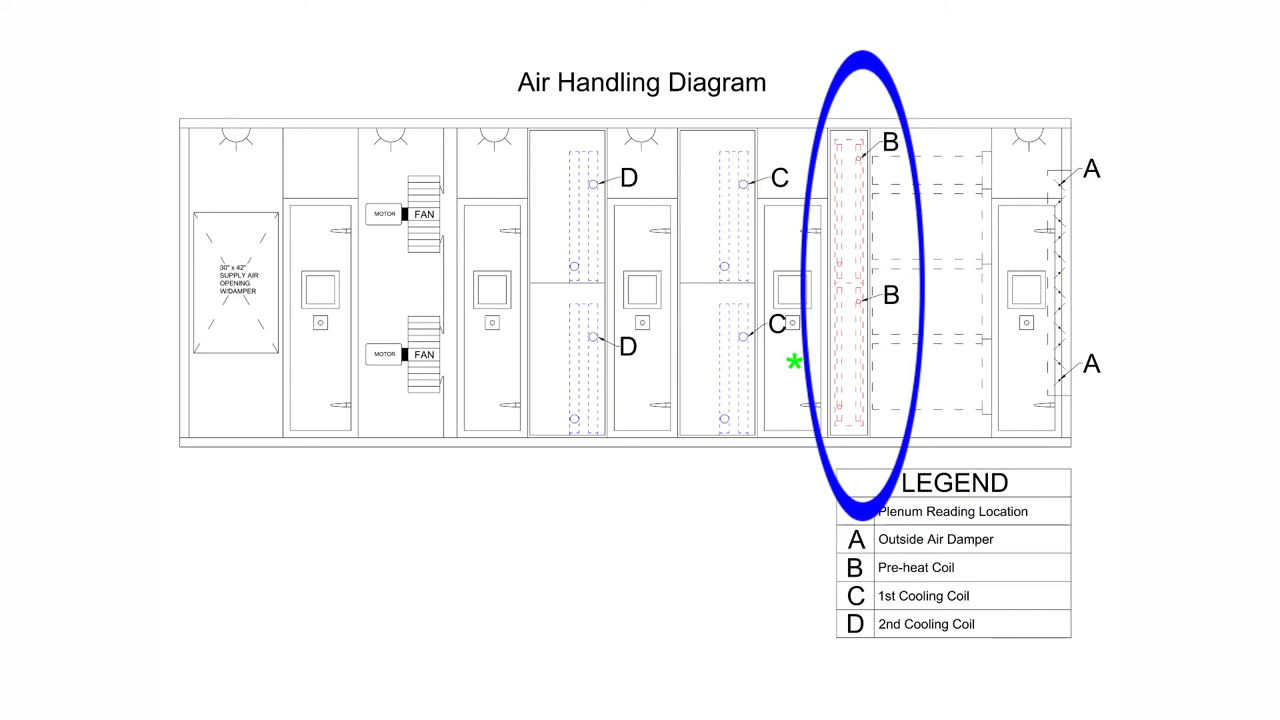 Air Handling Diagram
B
A
D
C
MOTOR
FAN
30" x 42"
SUPPLY AIR
OPENING
W/DAMPER
B
C
D
MOTOR
FAN
*
A
LEGEND
Plenum Reading Location
A Outside Air Damper
B Pre-heat Coil
C 1st Cooling Coil
D 2nd Cooling Coil